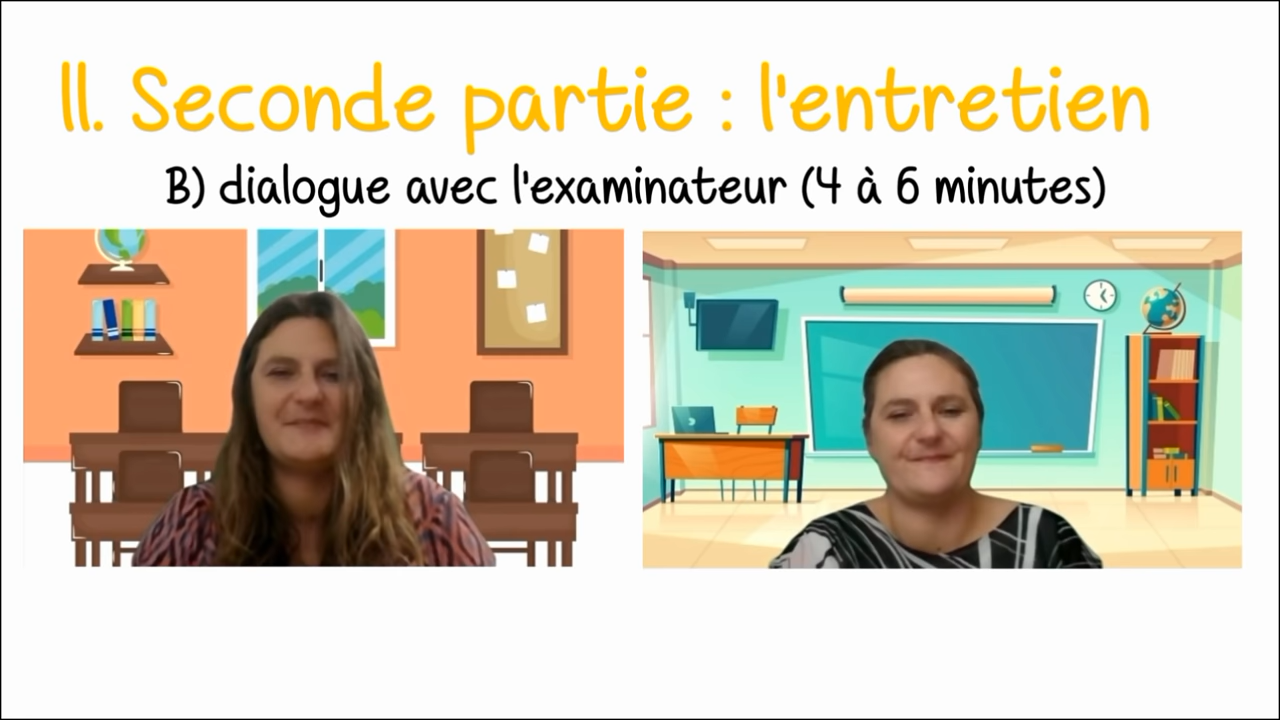 II. Seconde partie : l'entretien
B) dialogue avec l'examinateur (4 à 6 minutes)